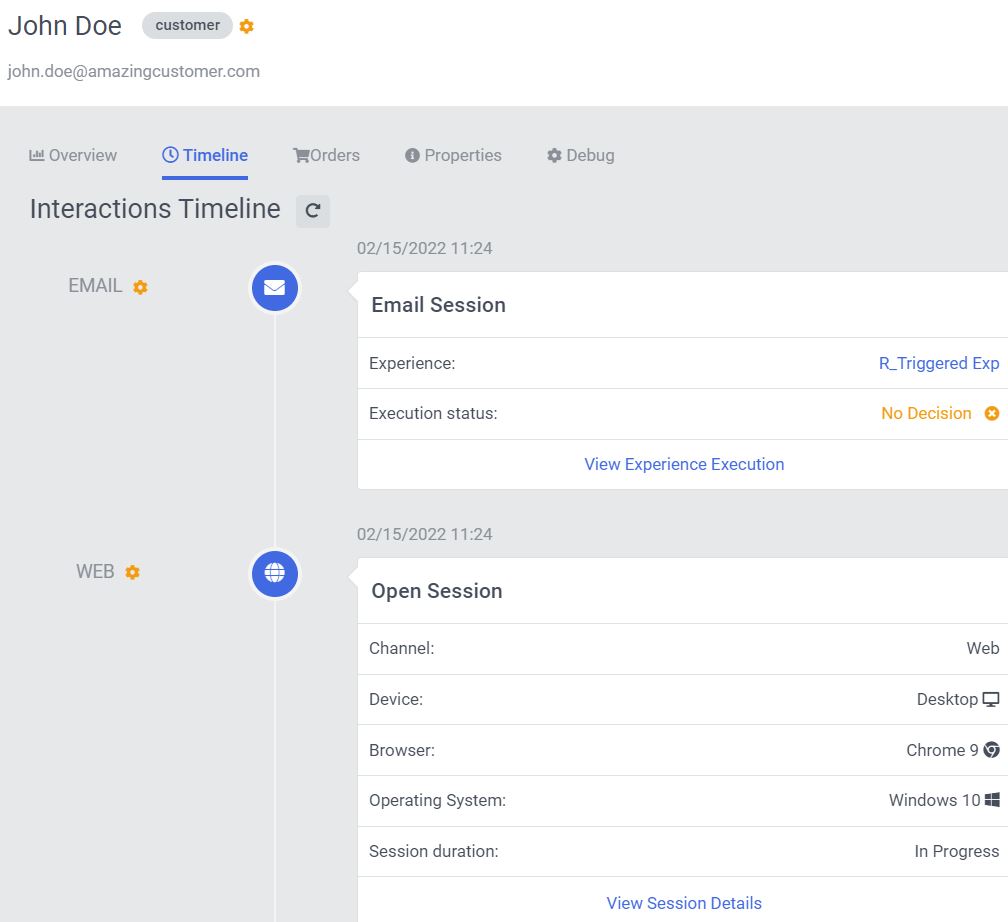 John Doe customer
john.doe@amazingcustomer.com
Overview Timeline Orders Properties Debug
Interactions Timeline
02/15/2022 11:24
EMAIL
Email Session
Experience: R_Triggered Exp
Execution status: No Decision
View Experience Execution
02/15/2022 11:24
WEB
Open Session
Channel: Web
Device: Desktop
Browser: Chrome 9
Operating System: Windows 10
Session duration: In Progress
View Session Details